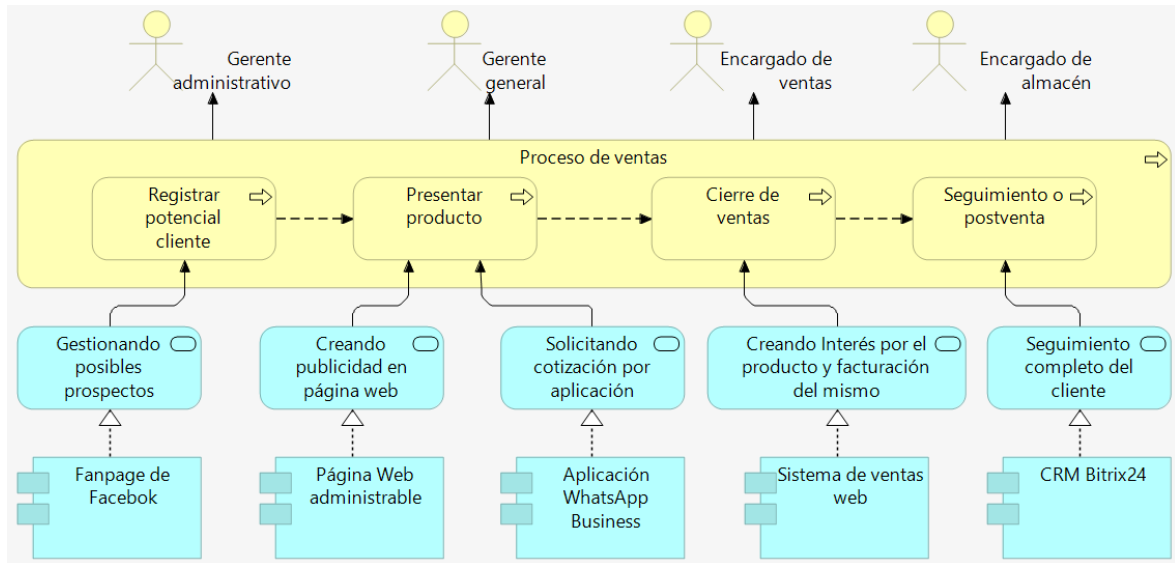 Gerente
administrativo
Gerente
general
Encargado de
ventas
Encargado de
almacén
Proceso de ventas
Registrar
potencial
cliente
Presentar
producto
Cierre de
ventas
Seguimiento o
postventa
Gestionando
posibles
prospectos
Creando
publicidad en
página web
Solicitando
cotización por
aplicación
Creando Interés por el
producto y facturación
del mismo
Seguimiento
completo del
cliente
Fanpage de
Facebok
Página Web
administrable
Aplicación
WhatsApp
Business
Sistema de ventas
web
CRM Bitrix24